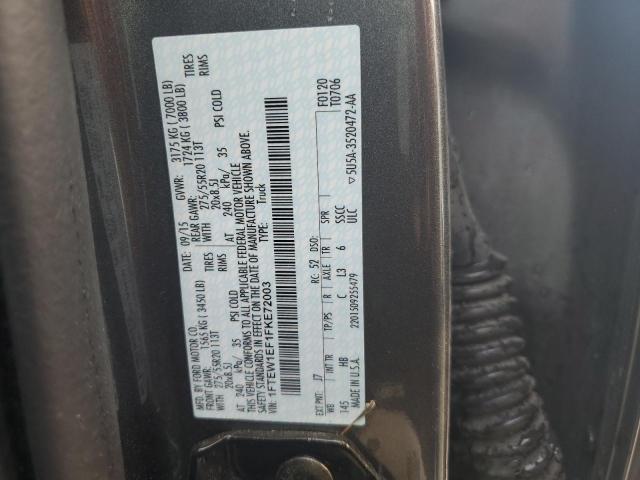 MFD. BY FORD MOTOR CO.
DATE: 09/15 GVWR: 3175 KG ( 7000 LB)
FRONT GAWR: 1565 KG ( 3450 LB) REAR GAWR: 1724 KG ( 3800 LB)
WITH 275/55R20 113T TIRES WITH 275/55R20 113T TIRES
20x8.5J RIMS 20x8.5J RIMS
AT 240 kPa/ 35 PSI COLD AT 240 kPa/ 35 PSI COLD
THIS VEHICLE CONFORMS TO ALL APPLICABLE FEDERAL MOTOR VEHICLE
SAFETY STANDARDS IN EFFECT ON THE DATE OF MANUFACTURE SHOWN ABOVE.
VIN: 1FTEW1EF1FKE72003 TYPE: Truck
F0120
T0706
EXT PNT: J7 RC: 52 DSO:
WB INT TR TP/PS R AXLE TR SPR
145 HB C L3 6 SSCC
ULC
MADE IN U.S.A. 2201509255479 ▽5U5A-3520472-AA